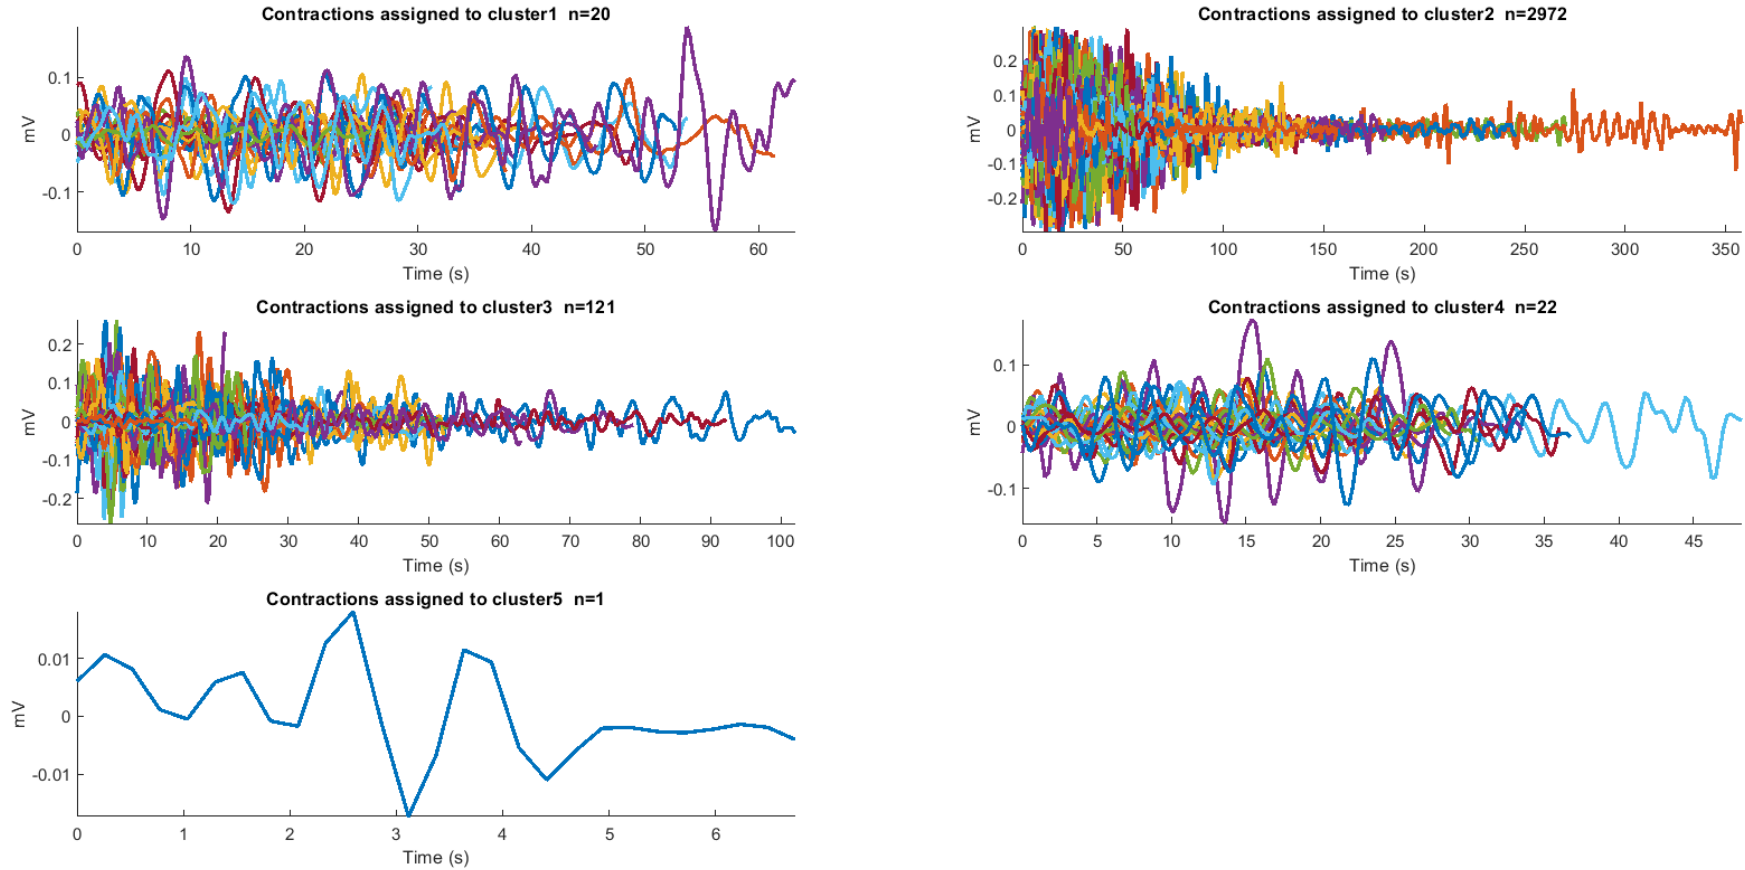 Contractions assigned to cluster1  n=20
mV
0.1
0
-0.1
0 10 20 30 40 50 60
Time (s)
Contractions assigned to cluster2  n=2972
mV
0.2
0.1
0
-0.1
-0.2
0 50 100 150 200 250 300 350
Time (s)
Contractions assigned to cluster3  n=121
mV
0.2
0.1
0
-0.1
-0.2
0 10 20 30 40 50 60 70 80 90 100
Time (s)
Contractions assigned to cluster4  n=22
mV
0.1
0
-0.1
0 5 10 15 20 25 30 35 40 45
Time (s)
Contractions assigned to cluster5  n=1
mV
0.01
0
-0.01
0 1 2 3 4 5 6
Time (s)